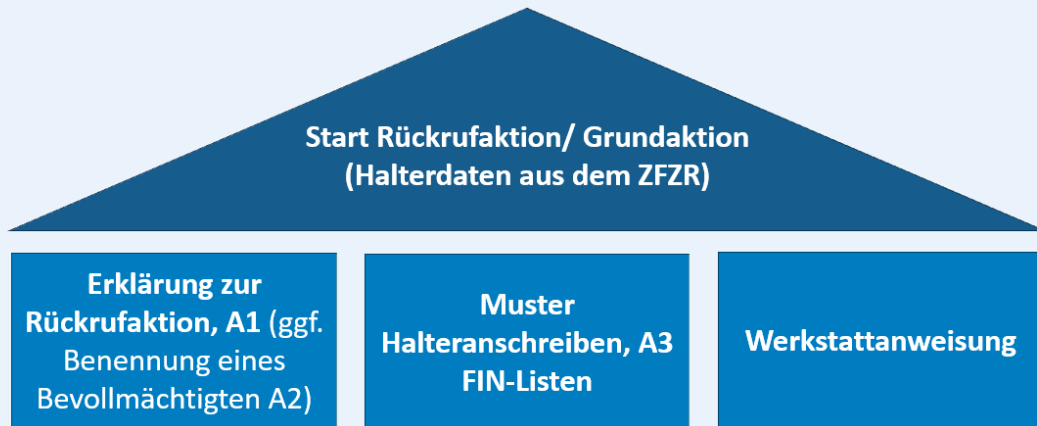 Start Rückrufaktion/ Grundaktion
(Halterdaten aus dem ZFZR)
Erklärung zur
Rückrufaktion, A1 (ggf.
Benennung eines
Bevollmächtigten A2)
Muster
Halteranschreiben, A3
FIN-Listen
Werkstattanweisung